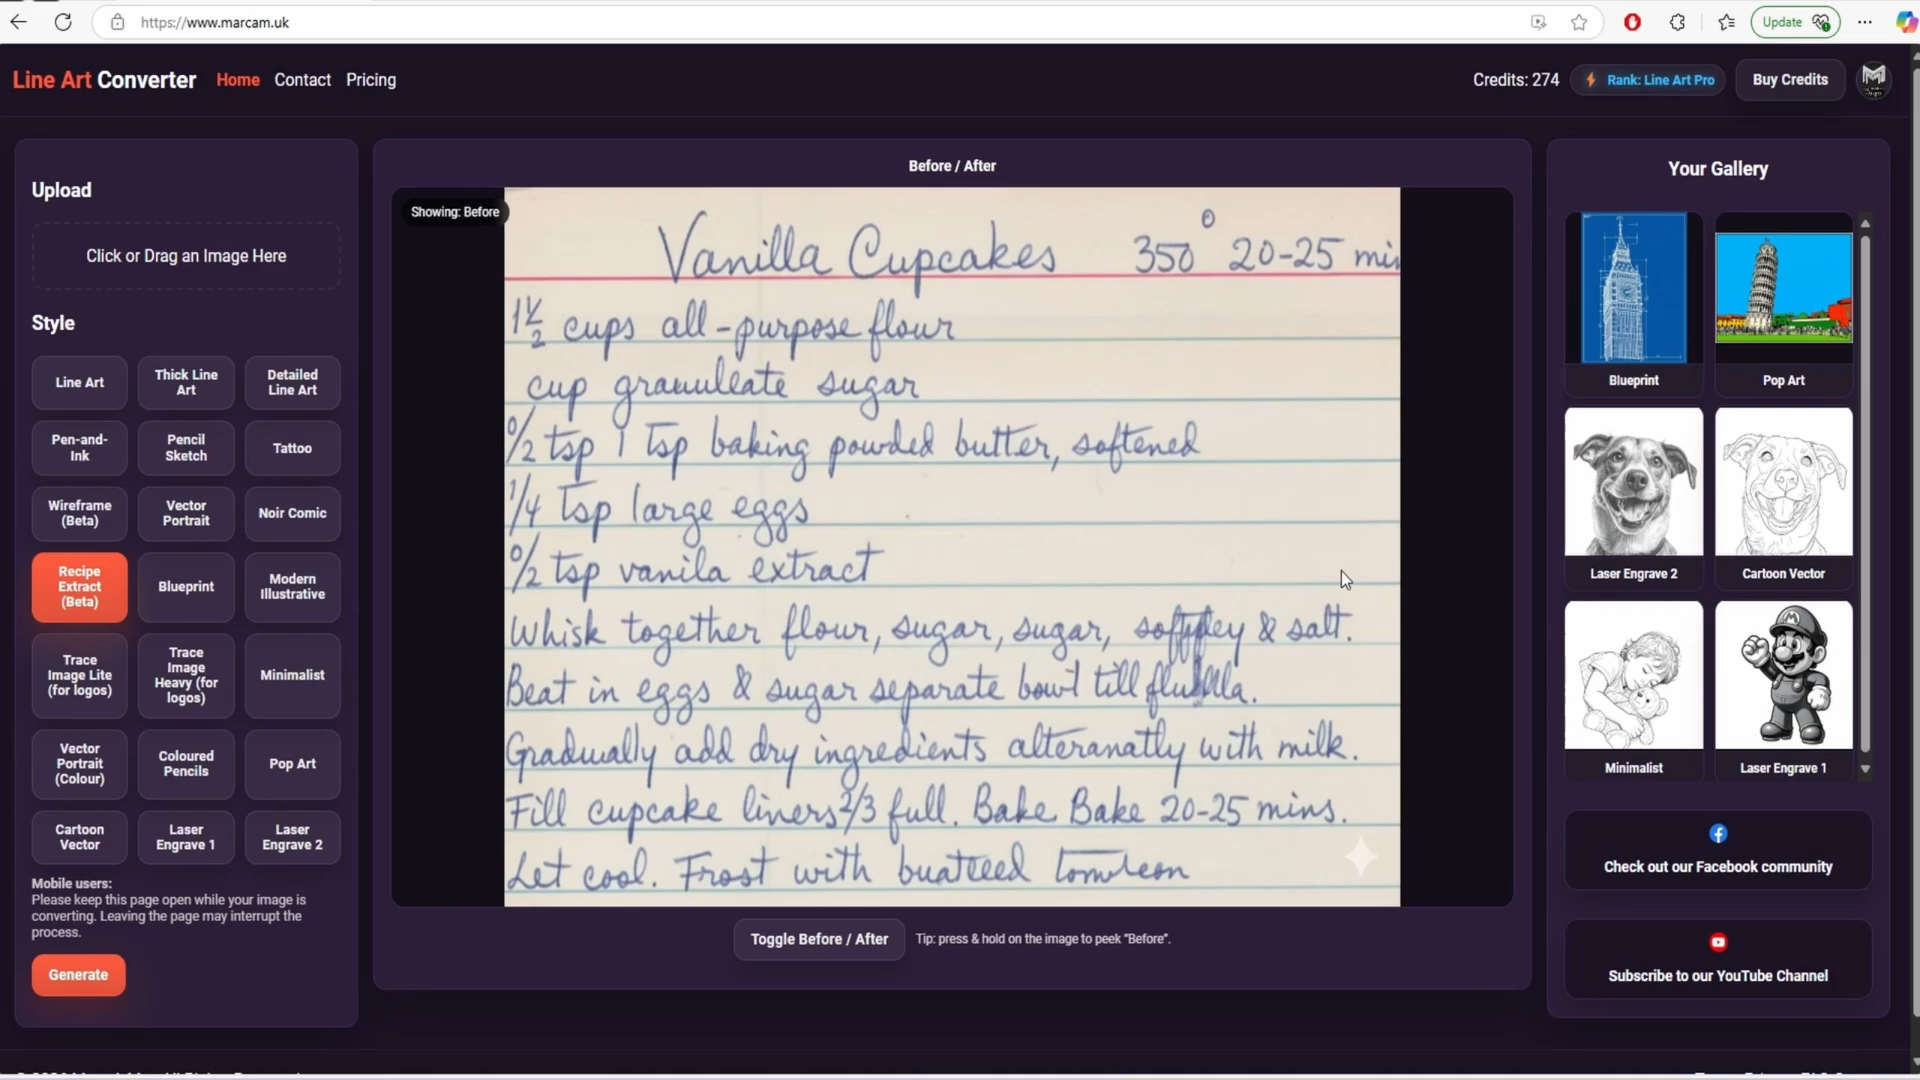 https://www.marcam.uk
Update
Line Art Converter Home Contact Pricing
Credits: 274 Rank: Line Art Pro Buy Credits
Upload
Click or Drag an Image Here
Style
Line Art
Thick Line Art
Detailed Line Art
Pen-and-Ink
Pencil Sketch
Tattoo
Wireframe (Beta)
Vector Portrait
Noir Comic
Recipe Extract (Beta)
Blueprint
Modern Illustrative
Trace Image Lite (for logos)
Trace Image Heavy (for logos)
Minimalist
Vector Portrait (Colour)
Coloured Pencils
Pop Art
Cartoon Vector
Laser Engrave 1
Laser Engrave 2
Mobile users:
Please keep this page open while your image is
converting. Leaving the page may interrupt the
process.
Generate
Before / After
Showing: Before
Vanilla Cupcakes 350° 20-25 min
1 1/2 cups all-purpose flour
cup granulleate sugar
0/2 tsp 1 tsp baking powded butter, softened
1/4 tsp large eggs
0/2 tsp vanila extract
Whisk together flour, sugar, sugar, & salt.
Beat in eggs & sugar separate bowl till
Gradually add dry ingredients alteranatly with milk.
Fill cupcake liners 2/3 full. Bake Bake 20-25 mins.
Let cool. Frost with
Toggle Before / After Tip: press & hold on the image to peek “Before”.
Your Gallery
Blueprint
Pop Art
Laser Engrave 2
Cartoon Vector
Minimalist
Laser Engrave 1
Check out our Facebook community
Subscribe to our YouTube Channel